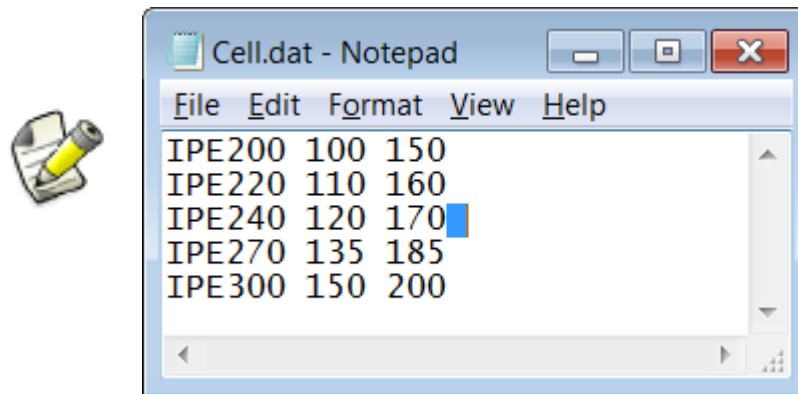 Cell.dat - Notepad
File Edit Format View Help
IPE200 100 150
IPE220 110 160
IPE240 120 170
IPE270 135 185
IPE300 150 200